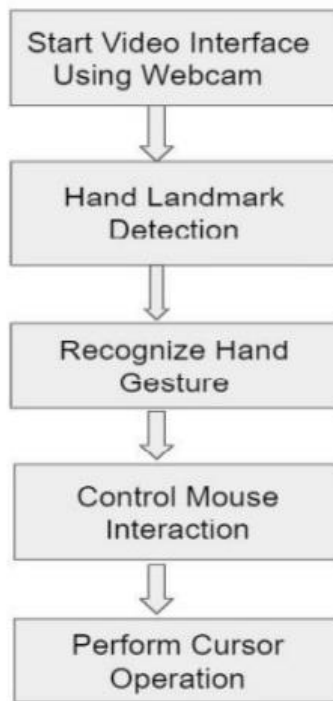 Start Video Interface
Using Webcam
Hand Landmark
Detection
Recognize Hand
Gesture
Control Mouse
Interaction
Perform Cursor
Operation